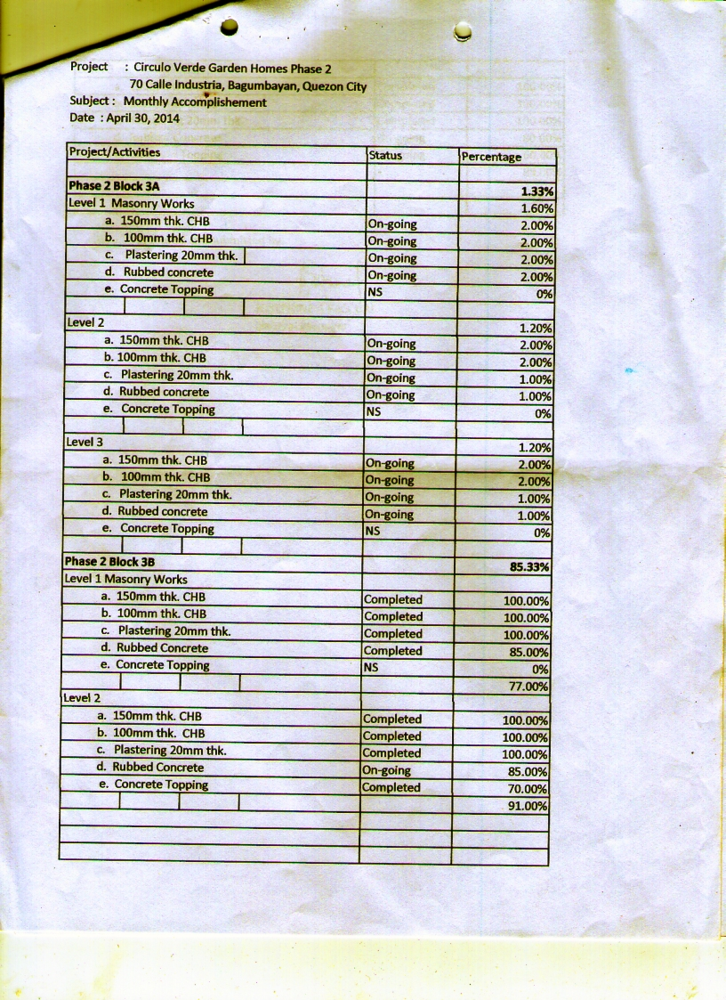 Project : Circulo Verde Garden Homes Phase 2
70 Calle Industria, Bagumbayan, Quezon City
Subject : Monthly Accomplishement
Date : April 30, 2014
Project/Activities Status Percentage
Phase 2 Block 3A 1.33%
Level 1 Masonry Works 1.60%
a. 150mm thk. CHB On-going 2.00%
b. 100mm thk. CHB On-going 2.00%
c. Plastering 20mm thk. On-going 2.00%
d. Rubbed concrete On-going 2.00%
e. Concrete Topping NS 0%
Level 2 1.20%
a. 150mm thk. CHB On-going 2.00%
b. 100mm thk. CHB On-going 2.00%
c. Plastering 20mm thk. On-going 1.00%
d. Rubbed concrete On-going 1.00%
e. Concrete Topping NS 0%
Level 3 1.20%
a. 150mm thk. CHB On-going 2.00%
b. 100mm thk. CHB On-going 2.00%
c. Plastering 20mm thk. On-going 1.00%
d. Rubbed concrete On-going 1.00%
e. Concrete Topping NS 0%
Phase 2 Block 3B 85.33%
Level 1 Masonry Works
a. 150mm thk. CHB Completed 100.00%
b. 100mm thk. CHB Completed 100.00%
c. Plastering 20mm thk. Completed 100.00%
d. Rubbed Concrete Completed 85.00%
e. Concrete Topping NS 0%
77.00%
Level 2
a. 150mm thk. CHB Completed 100.00%
b. 100mm thk. CHB Completed 100.00%
c. Plastering 20mm thk. Completed 100.00%
d. Rubbed Concrete On-going 85.00%
e. Concrete Topping Completed 70.00%
91.00%